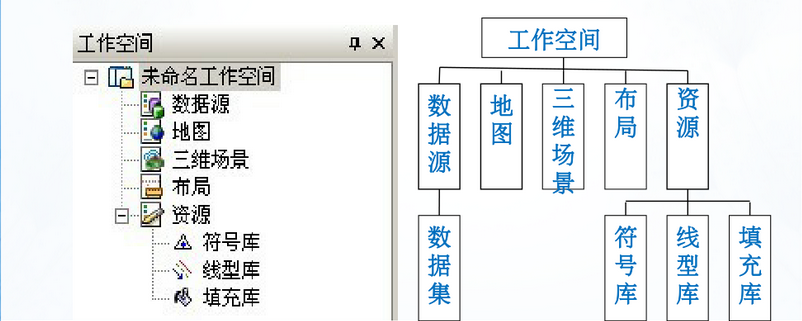 工作空间
未命名工作空间
数据源
地图
三维场景
布局
资源
符号库
线型库
填充库
工作空间
数据源
地图
三维场景
布局
资源
数据集
符号库
线型库
填充库